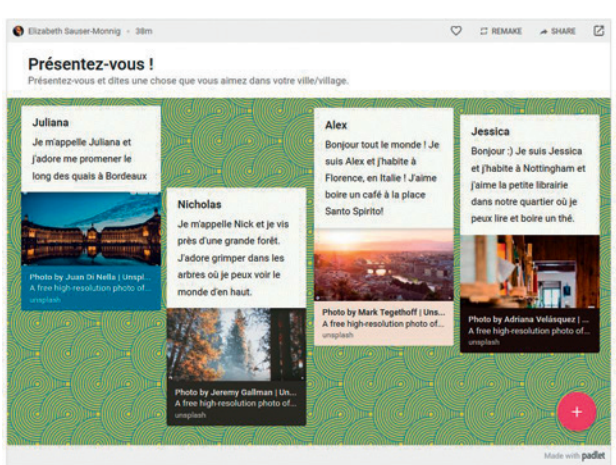 Elizabeth Sauser-Monnig • 38m
REMAKE
SHARE
Présentez-vous !
Présentez-vous et dites une chose que vous aimez dans votre ville/village.
Juliana
Je m'appelle Juliana et
j'adore me promener le
long des quais à Bordeaux
Photo by Juan Di Nella | Unspl...
A free high-resolution photo of...
unsplash
Nicholas
Je m'appelle Nick et je vis
près d'une grande forêt.
J'adore grimper dans les
arbres où je peux voir le
monde d'en haut.
Photo by Jeremy Gallman | Un...
A free high-resolution photo of...
unsplash
Alex
Bonjour tout le monde ! Je
suis Alex et j'habite à
Florence, en Italie ! J'aime
boire un café à la place
Santo Spirito!
Photo by Mark Tegethoff | Uns...
A free high-resolution photo of...
unsplash
Jessica
Bonjour :) Je suis Jessica
et j'habite à Nottingham et
j'aime la petite librairie
dans notre quartier où je
peux lire et boire un thé.
Photo by Adriana Velásquez | ...
A free high-resolution photo of...
unsplash
Made with padlet